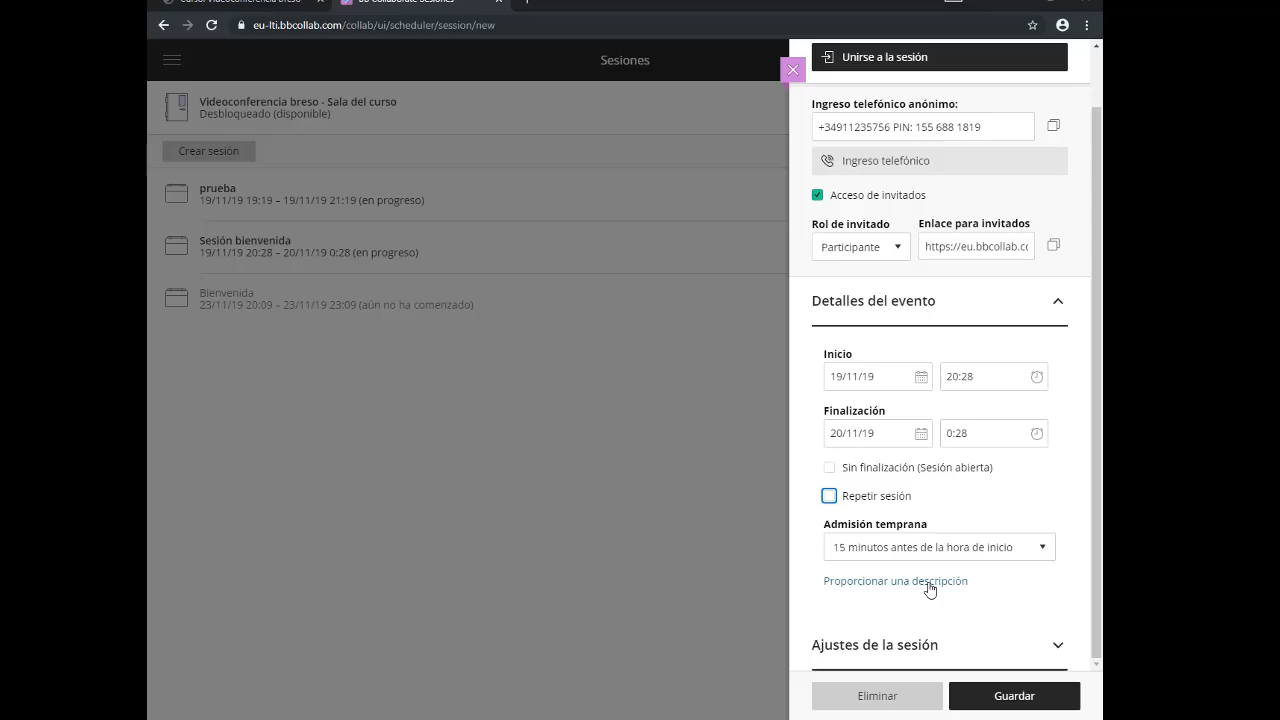 eu-lti.bbcollab.com/collab/ui/scheduler/session/new
Sesiones
Videoconferencia breso - Sala del curso
Desbloqueado (disponible)
Crear sesión
prueba
19/11/19 19:19 – 19/11/19 21:19 (en progreso)
Sesión bienvenida
19/11/19 20:28 – 20/11/19 0:28 (en progreso)
Bienvenida
23/11/19 20:09 – 23/11/19 23:09 (aún no ha comenzado)
Unirse a la sesión
Ingreso telefónico anónimo:
+34911235756 PIN: 155 688 1819
Ingreso telefónico
Acceso de invitados
Rol de invitado
Enlace para invitados
Participante
https://eu.bbcollab.cc
Detalles del evento
Inicio
19/11/19
20:28
Finalización
20/11/19
0:28
Sin finalización (Sesión abierta)
Repetir sesión
Admisión temprana
15 minutos antes de la hora de inicio
Proporcionar una descripción
Ajustes de la sesión
Eliminar
Guardar